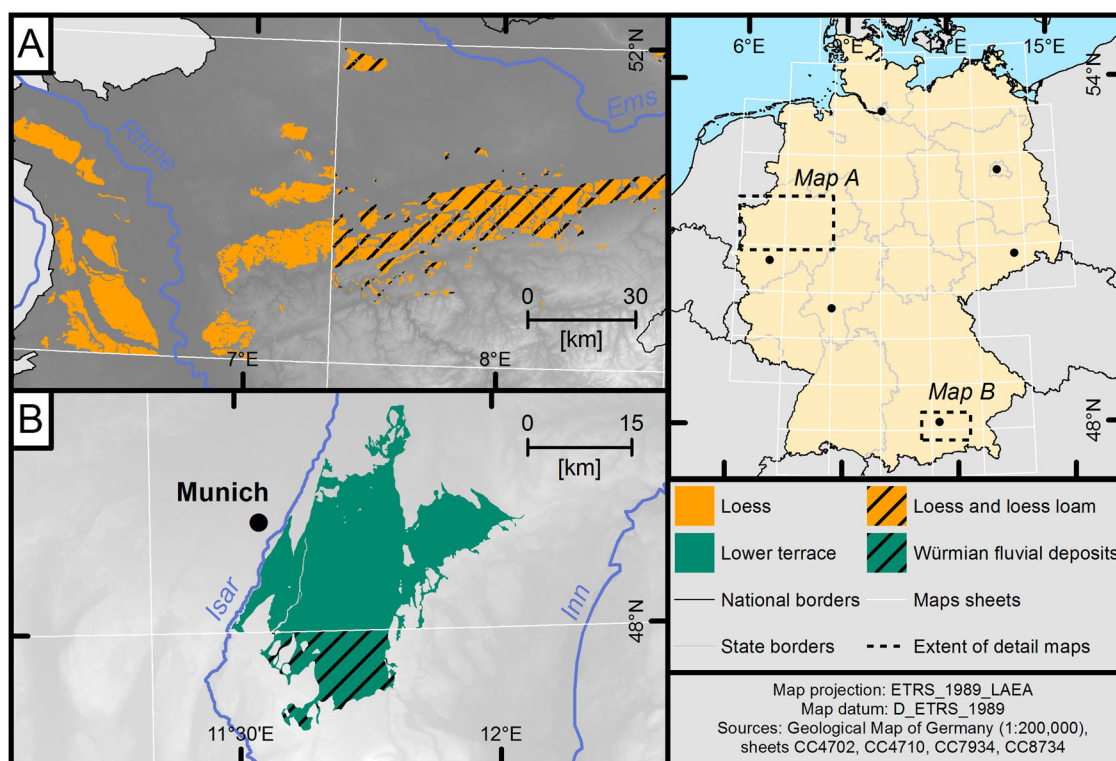 A
52°N
Ems
Rhine
0 30
[km]
7°E
8°E
B
0 15
[km]
Munich
Isar
Inn
48°N
11°30'E
12°E
6°E
9°E
12°E
15°E
54°N
Map A
Map B
48°N
Loess
Loess and loess loam
Lower terrace
Würmian fluvial deposits
National borders
Maps sheets
State borders
Extent of detail maps
Map projection: ETRS_1989_LAEA
Map datum: D_ETRS_1989
Sources: Geological Map of Germany (1:200,000),
sheets CC4702, CC4710, CC7934, CC8734